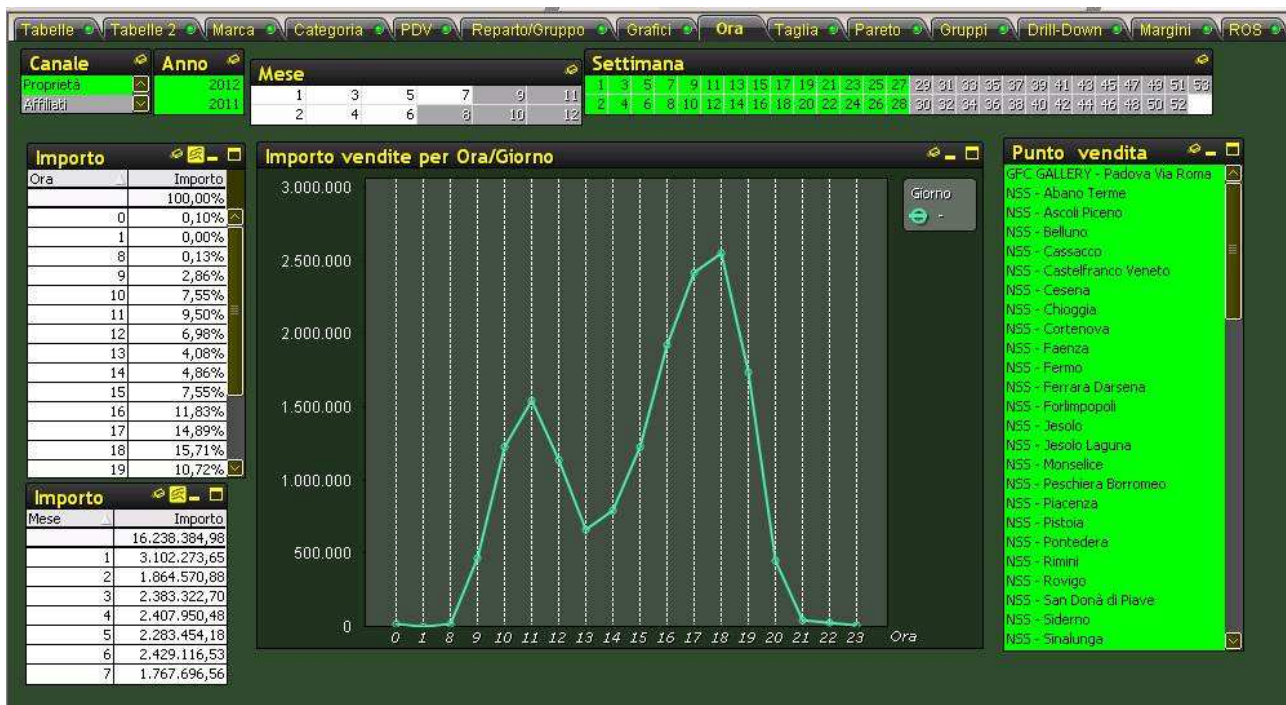 Tabelle Tabelle 2 Marca Categoria PDV Reparto/Gruppo Grafici Ora Taglia Pareto Gruppi Drill-Down Margini ROS
Canale
Proprietà
Affilieti
Anno
2012
2011
Mese
1 3 5 7 9 11
2 4 6 8 10 12
Settimana
1 3 5 7 9 11 13 15 17 19 21 23 25 27 29 31 33 35 37 39 41 43 45 47 49 51 53
2 4 6 8 10 12 14 16 18 20 22 24 26 28 30 32 34 36 38 40 42 44 46 48 50 52
Importo
Ora Importo
100,00%
0 0,10%
1 0,00%
8 0,13%
9 2,86%
10 7,55%
11 9,50%
12 6,98%
13 4,08%
14 4,86%
15 7,55%
16 11,83%
17 14,89%
18 15,71%
19 10,72%
Importo
Mese Importo
16.238.384,98
1 3.102.273,65
2 1.864.570,88
3 2.383.322,70
4 2.407.950,48
5 2.283.454,18
6 2.429.116,53
7 1.767.696,56
Importo vendite per Ora/Giorno
3.000.000
2.500.000
2.000.000
1.500.000
1.000.000
500.000
0
0 1 8 9 10 11 12 13 14 15 16 17 18 19 20 21 22 23 Ora
Giorno
-
Punto vendita
GFC GALLERY - Padova Via Roma
NSS - Abano Terme
NSS - Ascoli Piceno
NSS - Belluno
NSS - Cassacco
NSS - Castelfranco Veneto
NSS - Cesena
NSS - Chioggia
NSS - Cortenova
NSS - Faenza
NSS - Fermo
NSS - Ferrara Darsena
NSS - Forlimpopoli
NSS - Jesolo
NSS - Jesolo Laguna
NSS - Monselice
NSS - Peschiera Borromeo
NSS - Piacenza
NSS - Pistoia
NSS - Pontedera
NSS - Rimini
NSS - Rovigo
NSS - San Donà di Piave
NSS - Siderno
NSS - Sinalunga